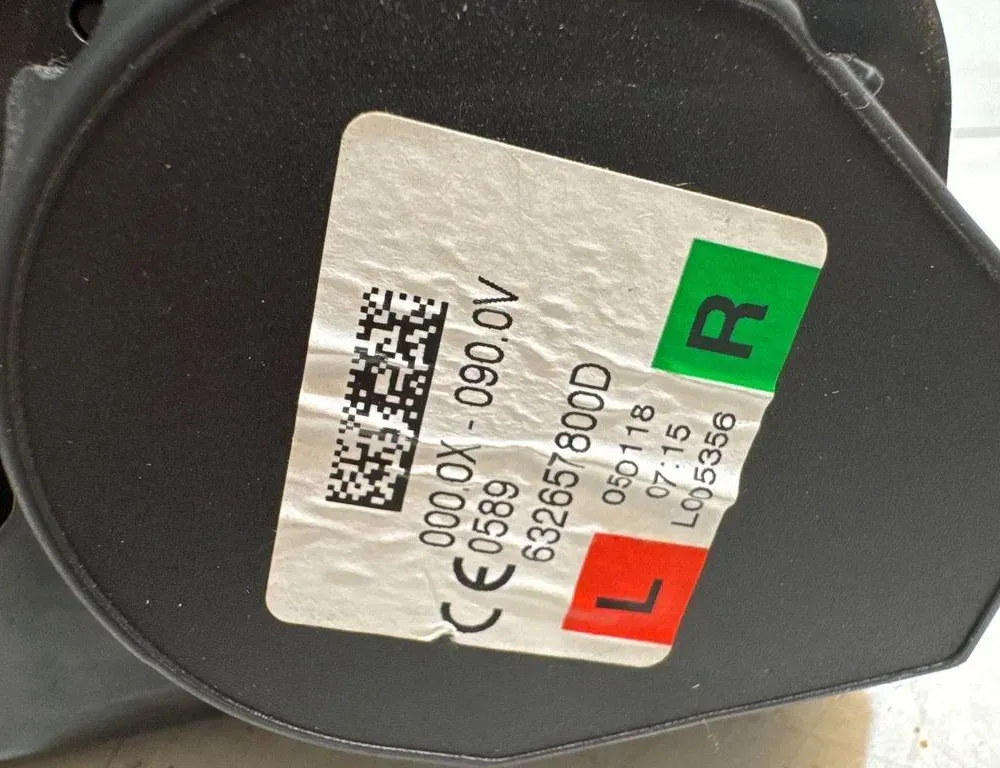 000.0X - 090.0V
CE 0589
632657800D
050118
07:15
L005356
L
R